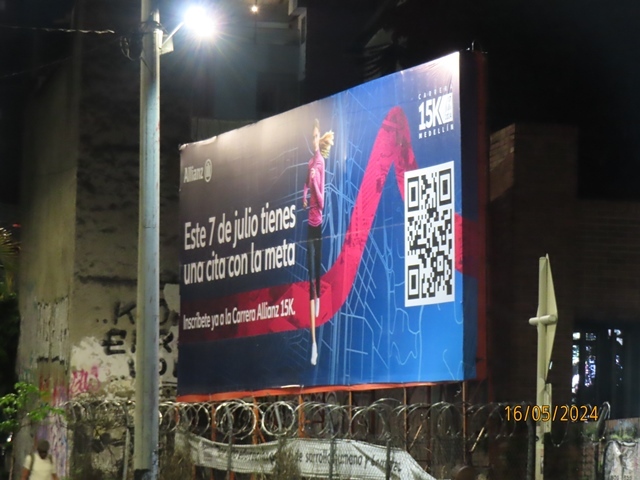 Allianz
CARRERA
15K
MEDELLÍN
Este 7 de julio tienes
una cita con la meta
Inscríbete ya a la Carrera Allianz 15K.
16/05/2024